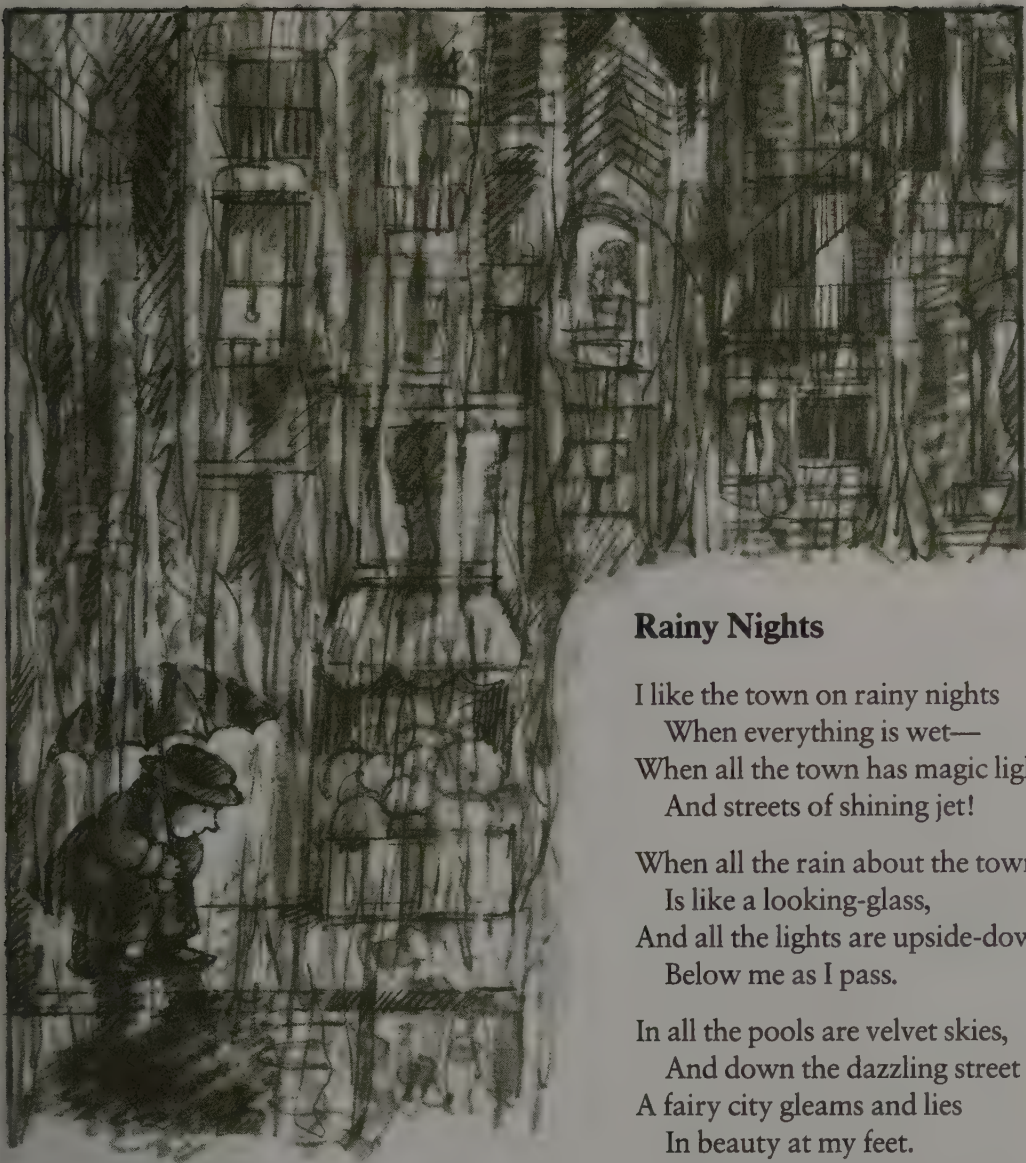 Rainy Nights
I like the town on rainy nights
When everything is wet—
When all the town has magic
And streets of shining jet!
When all the rain about the
Is like a looking-glass,
And all the lights are
Below me as I pass.
In all the pools are velvet skies,
And down the dazzling street
A fairy city gleams and lies
In beauty at my feet.